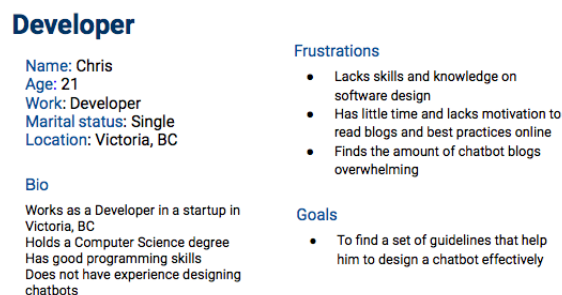 Developer
Name: Chris
Age: 21
Work: Developer
Marital status: Single
Location: Victoria, BC
Bio
Works as a Developer in a startup in
Victoria, BC
Holds a Computer Science degree
Has good programming skills
Does not have experience designing
chatbots
Frustrations
● Lacks skills and knowledge on
software design
● Has little time and lacks motivation to
read blogs and best practices online
● Finds the amount of chatbot blogs
overwhelming
Goals
● To find a set of guidelines that help
him to design a chatbot effectively